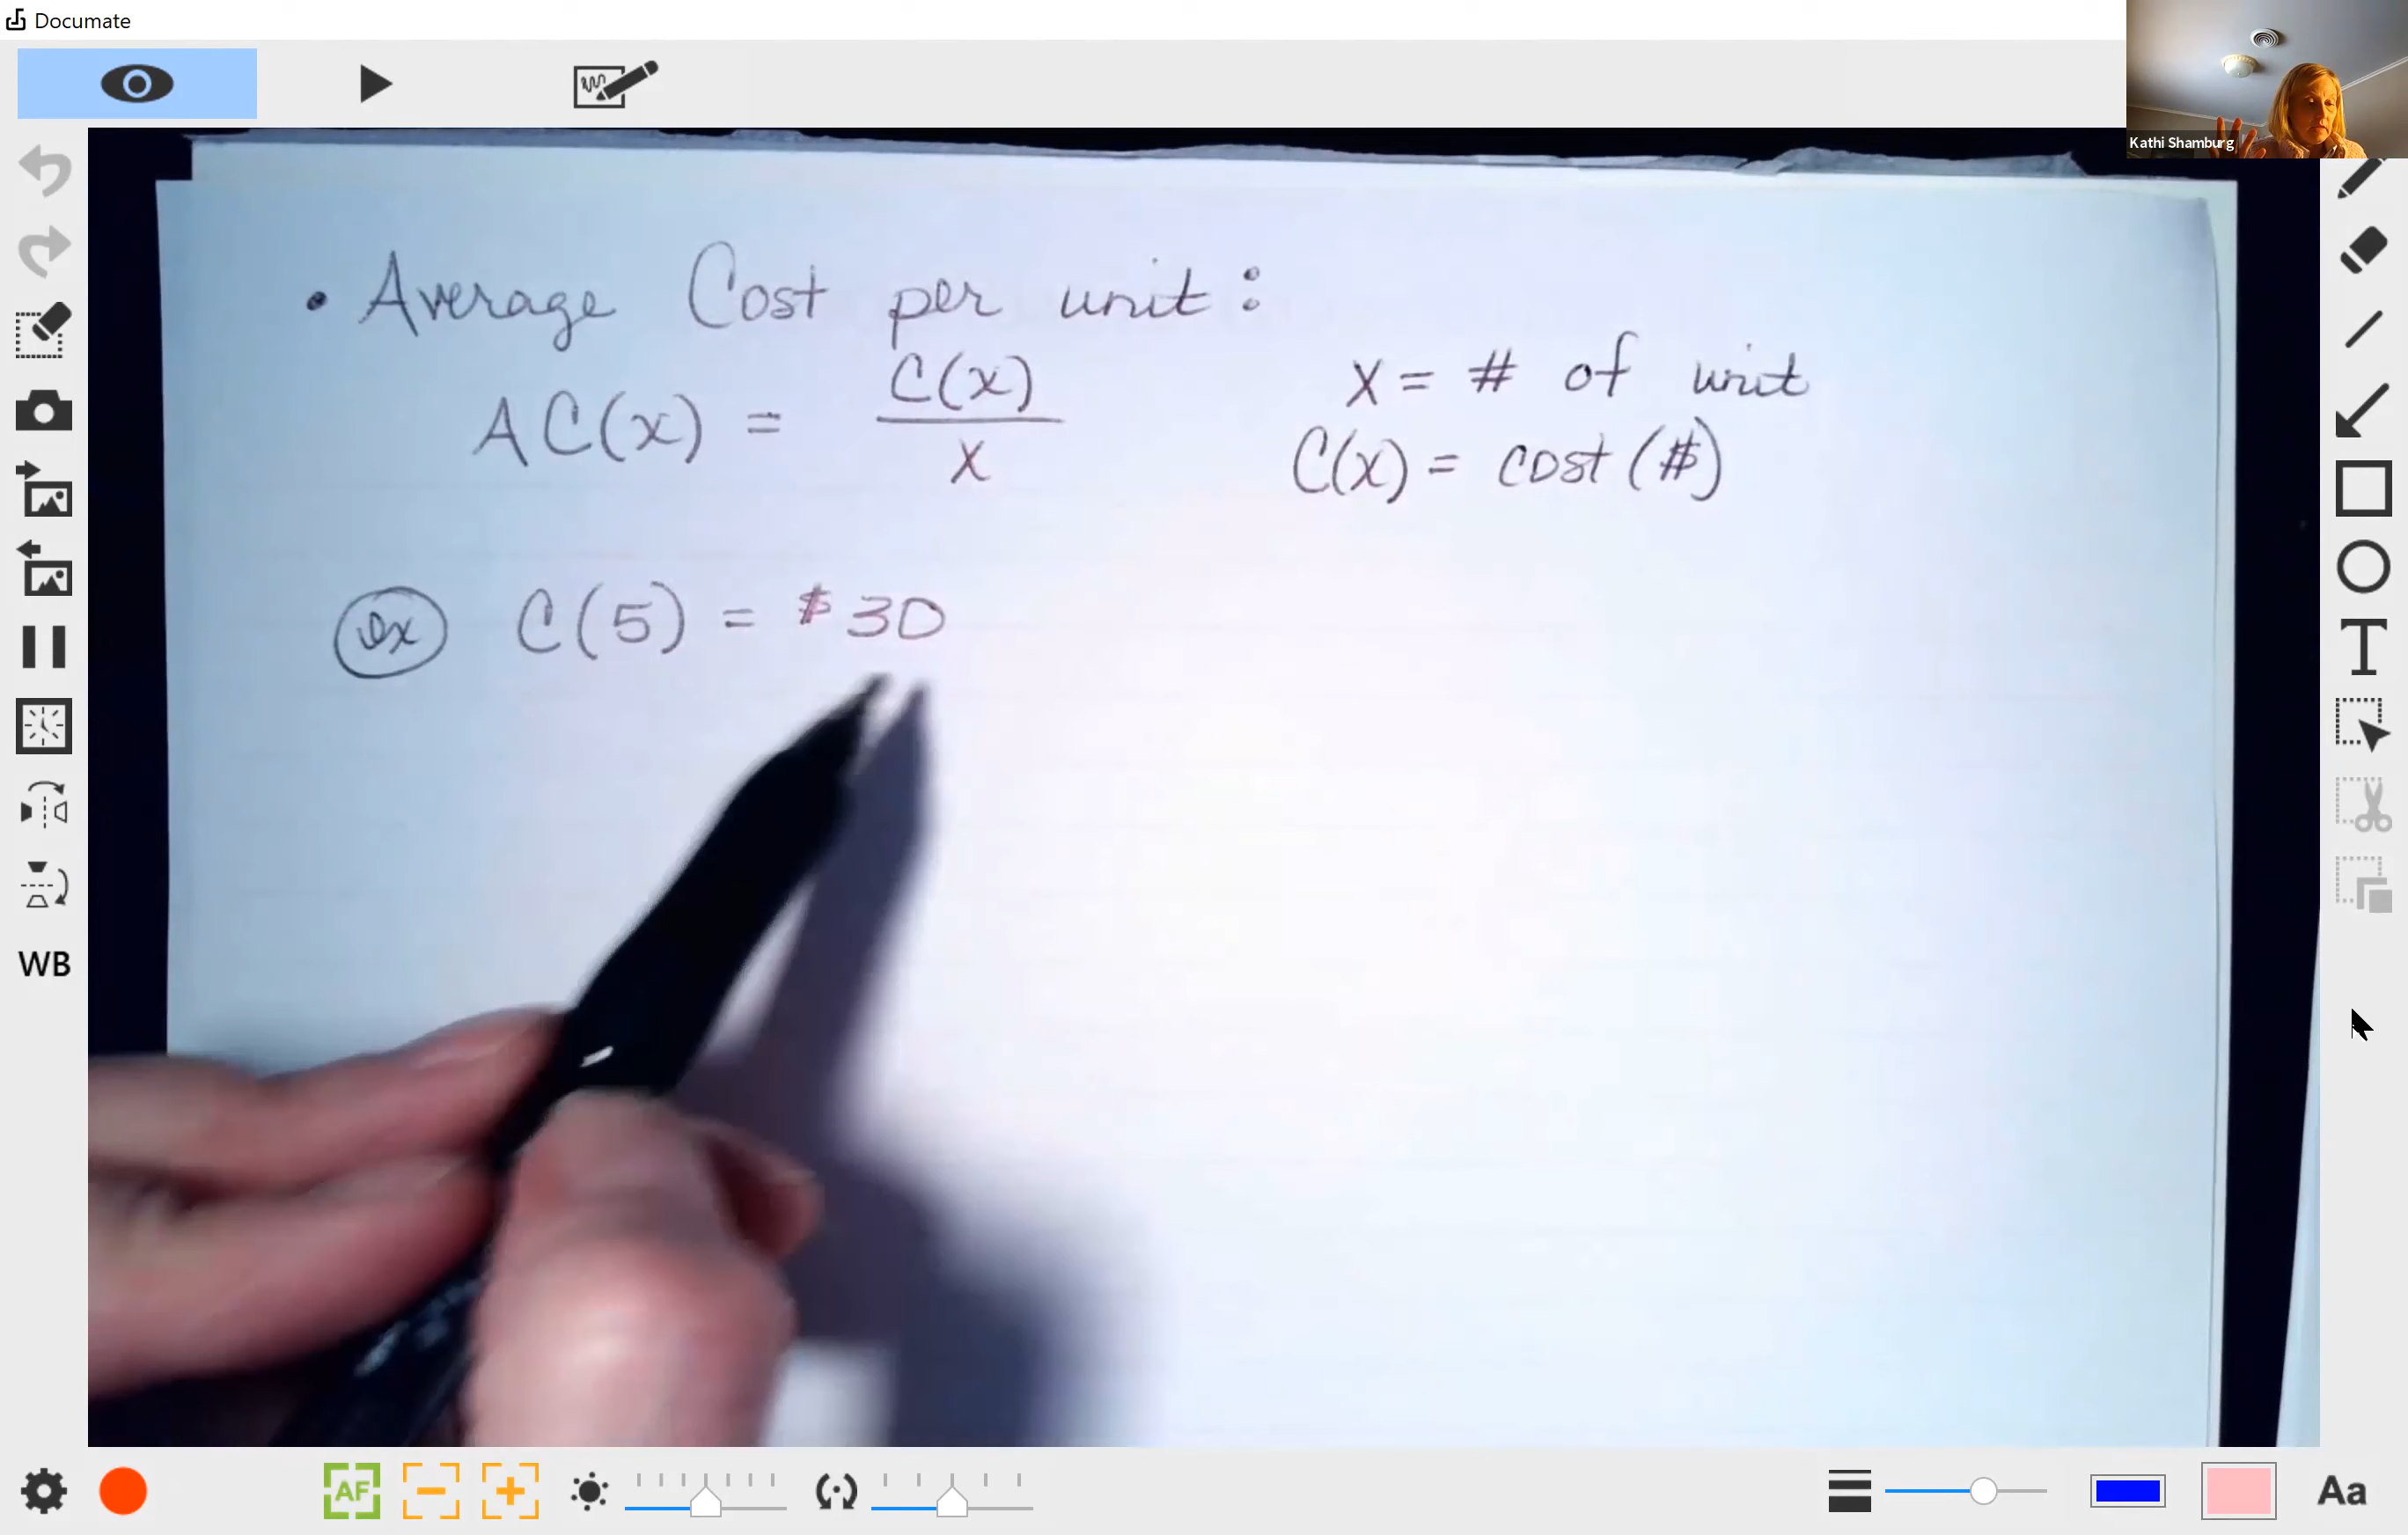 Documate
Kathi Shamburg
• Average Cost per unit:
AC(x) = C(x) / x
x = # of unit
C(x) = cost ($)
ex C(5) = $30
WB
T
AF
Aa